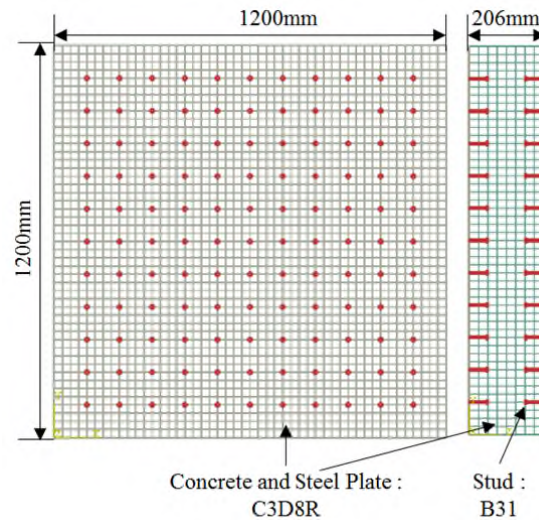 1200mm
206mm
1200mm
Concrete and Steel Plate :
C3D8R
Stud :
B31